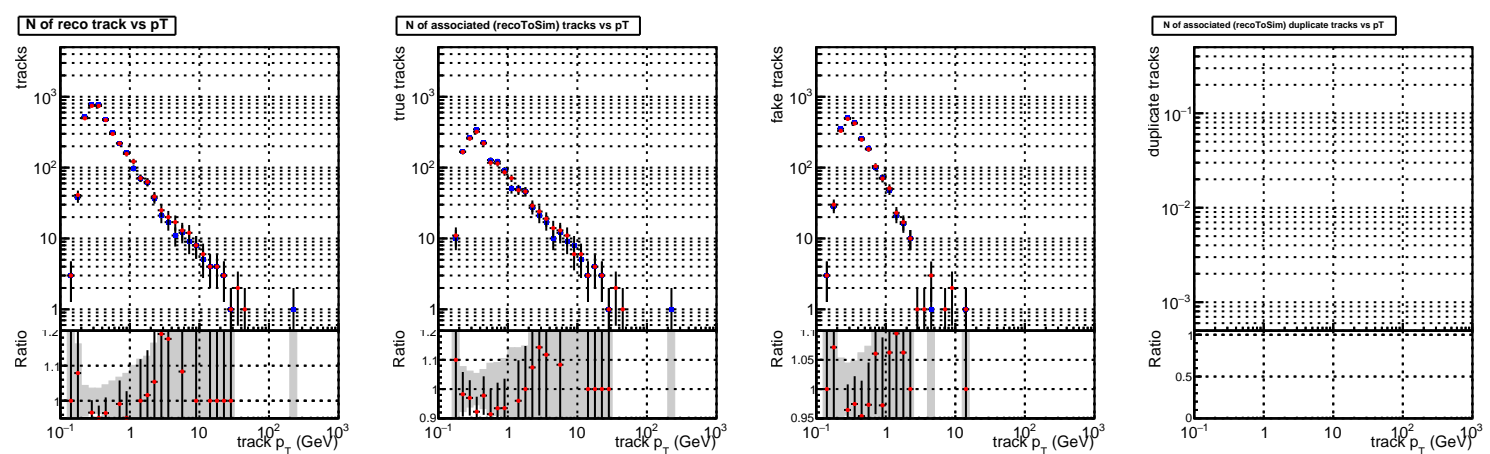 N of reco track vs pT
tracks
10³
10²
10
1
Ratio
1.2
1.1
1
10⁻¹ 1 10 10² 10³
track p_T (GeV)
N of associated (recoToSim) tracks vs pT
true tracks
10³
10²
10
1
Ratio
1.2
1.1
1
0.9
10⁻¹ 1 10 10² 10³
track p_T (GeV)
fake tracks
10³
10²
10
1
Ratio
1.1
1.05
1
0.95
10⁻¹ 1 10 10² 10³
track p_T (GeV)
N of associated (recoToSim) duplicate tracks vs pT
duplicate tracks
10⁻¹
10⁻²
10⁻³
Ratio
1
0.5
0
10⁻¹ 1 10 10² 10³
track p_T (GeV)